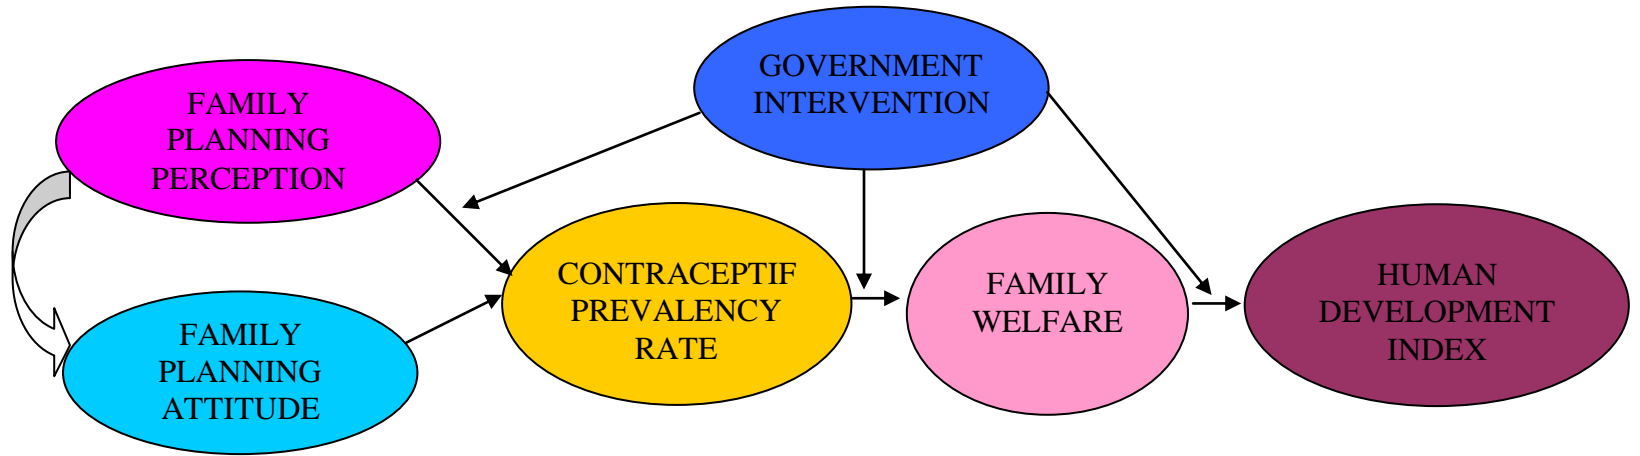 FAMILY
PLANNING
PERCEPTION
GOVERNMENT
INTERVENTION
FAMILY
PLANNING
ATTITUDE
CONTRACEPTIF
PREVALENCY
RATE
FAMILY
WELFARE
HUMAN
DEVELOPMENT
INDEX